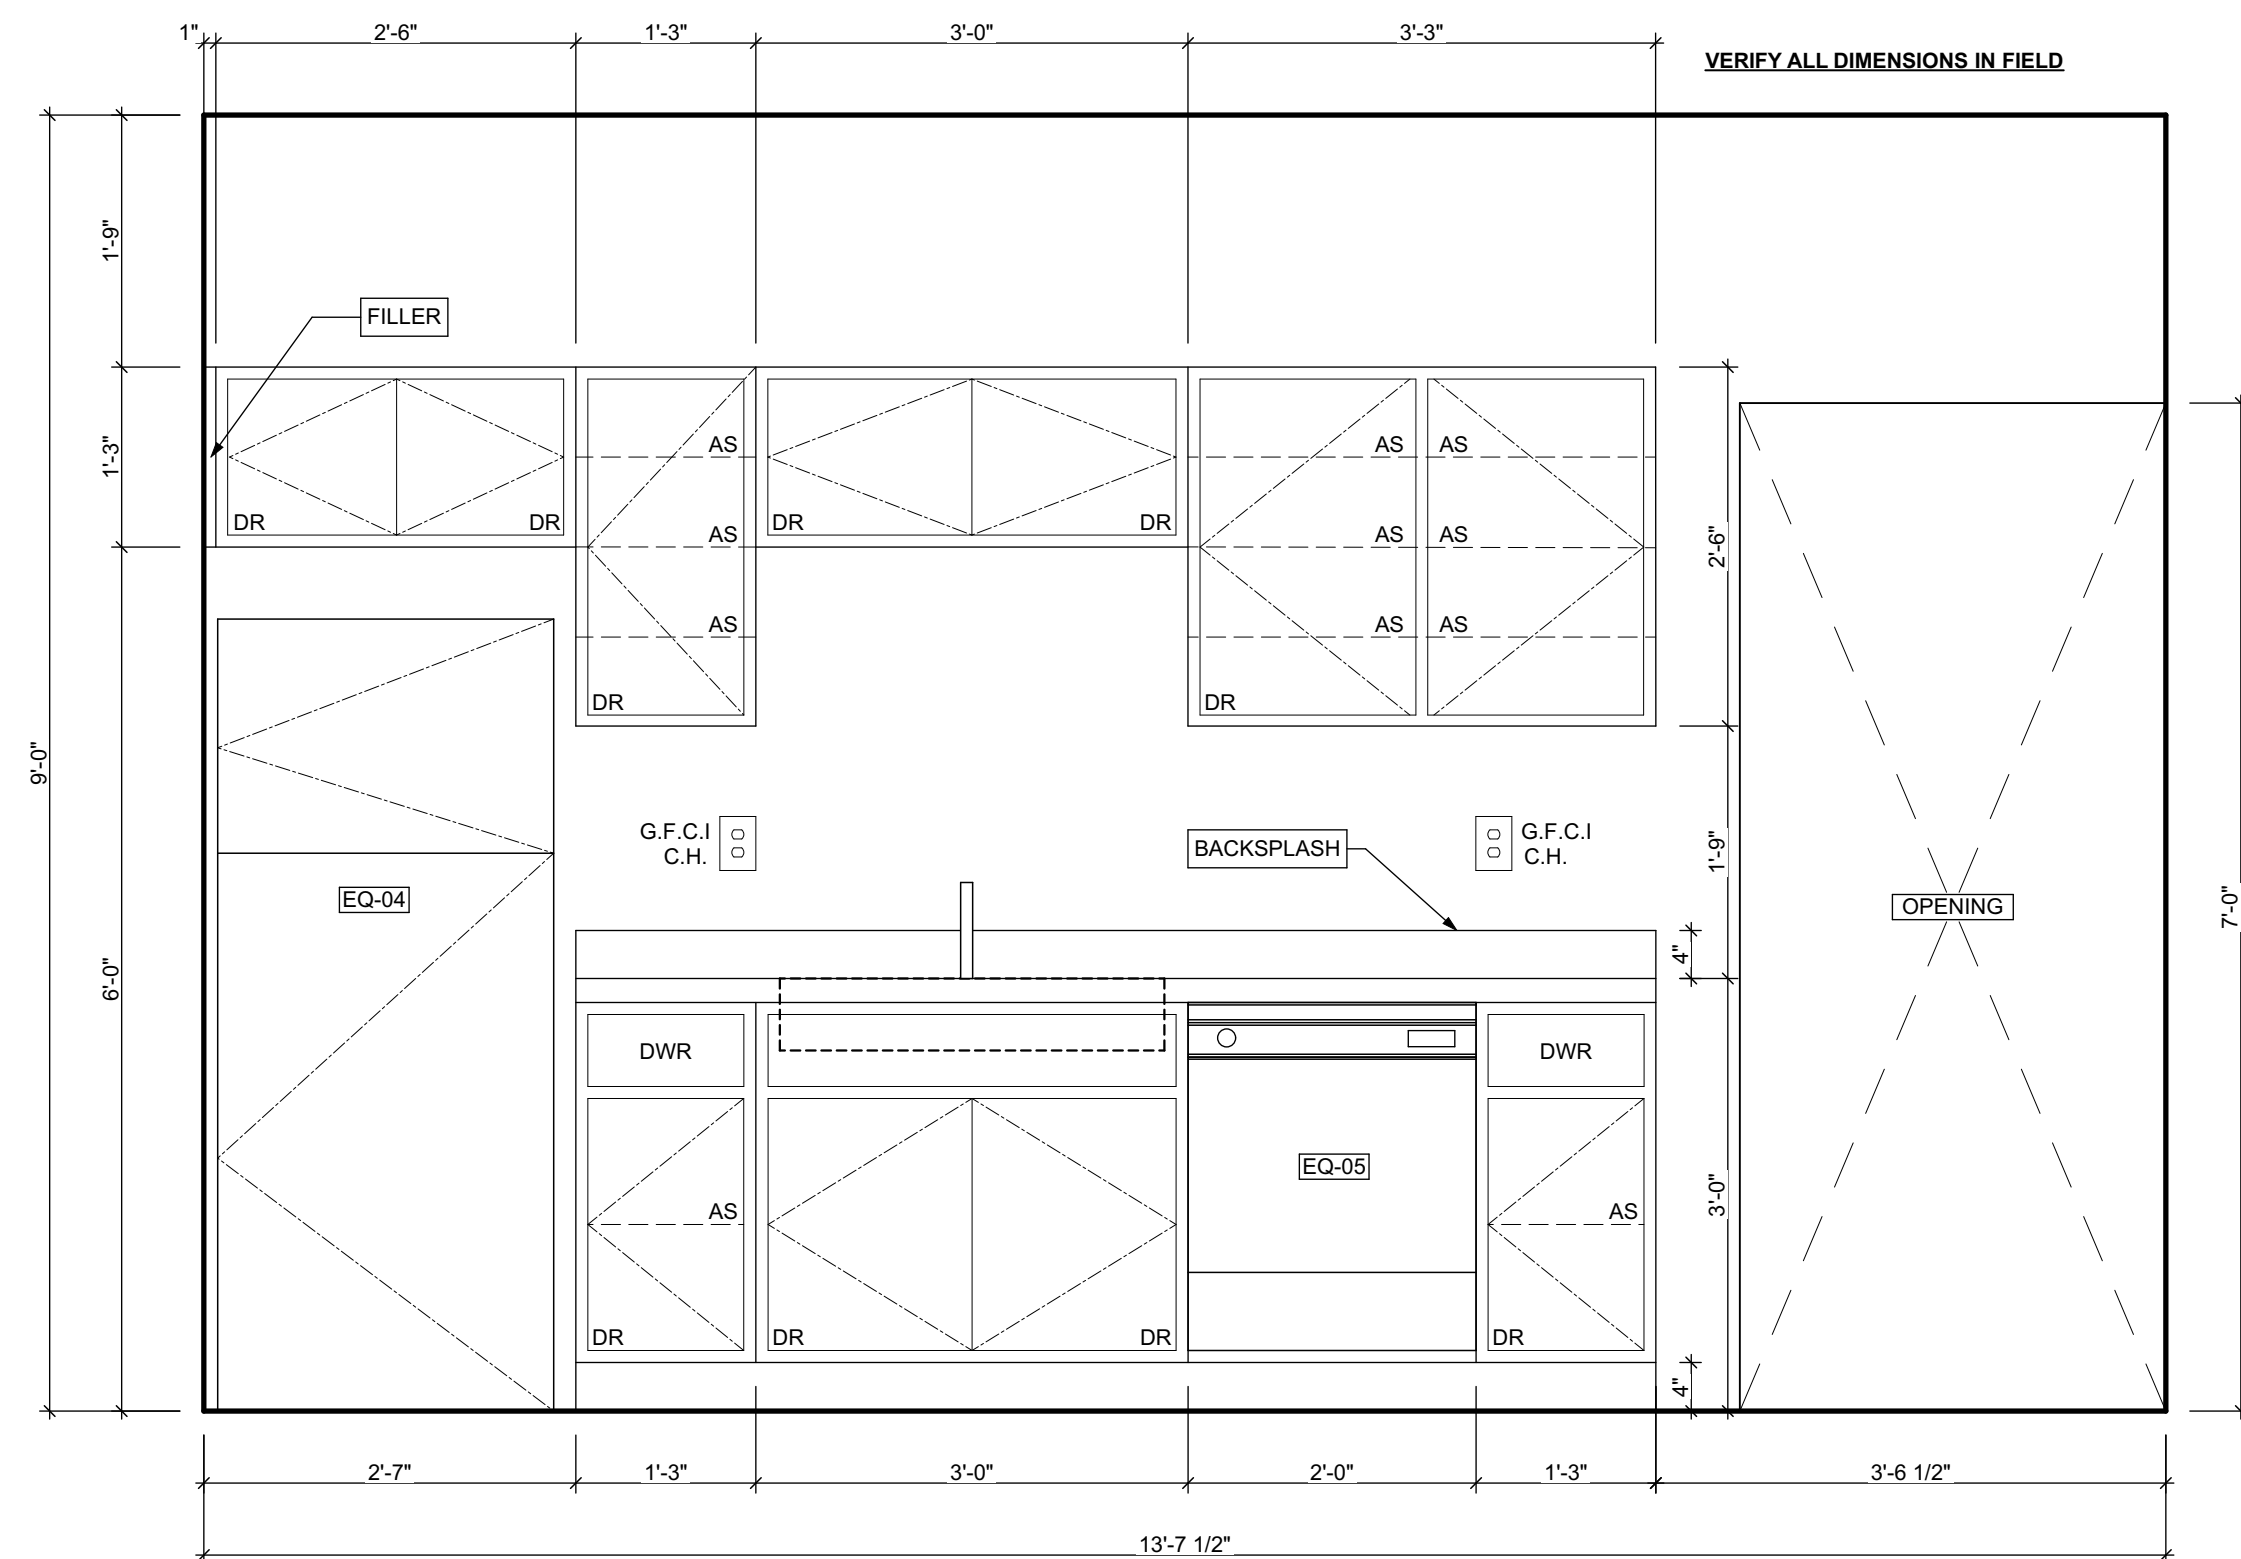 1" 2'-6" 1'-3" 3'-0" 3'-3"
VERIFY ALL DIMENSIONS IN FIELD
1'-9"
FILLER
1'-3"
AS AS AS
DR DR DR DR
AS AS AS
2'-6"
AS AS AS
DR DR
9'-0"
G.F.C.I
C.H.
BACKSPLASH
G.F.C.I
C.H.
1'-9"
EQ-04
OPENING
7'-0"
6'-0"
4"
DWR DWR
EQ-05
3'-0"
AS AS
DR DR DR DR
4"
2'-7" 1'-3" 3'-0" 2'-0" 1'-3" 3'-6 1/2"
13'-7 1/2"